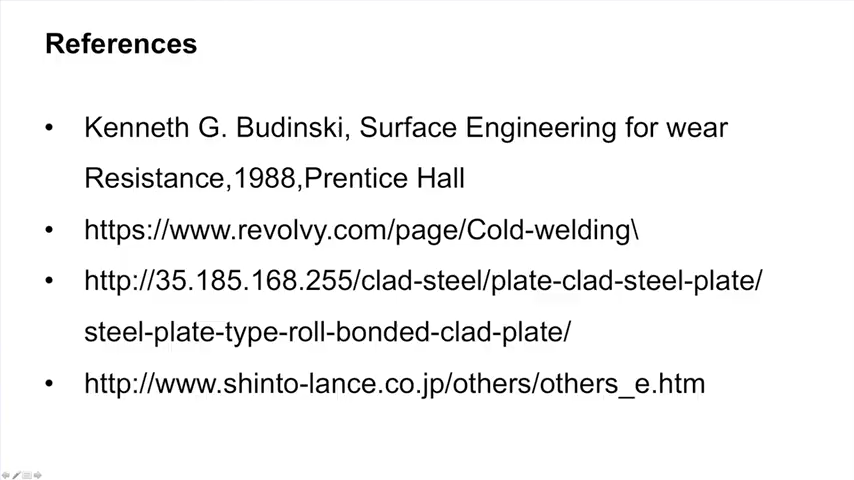 References
• Kenneth G. Budinski, Surface Engineering for wear
Resistance,1988,Prentice Hall
• https://www.revolvy.com/page/Cold-welding\
• http://35.185.168.255/clad-steel/plate-clad-steel-plate/
steel-plate-type-roll-bonded-clad-plate/
• http://www.shinto-lance.co.jp/others/others_e.htm